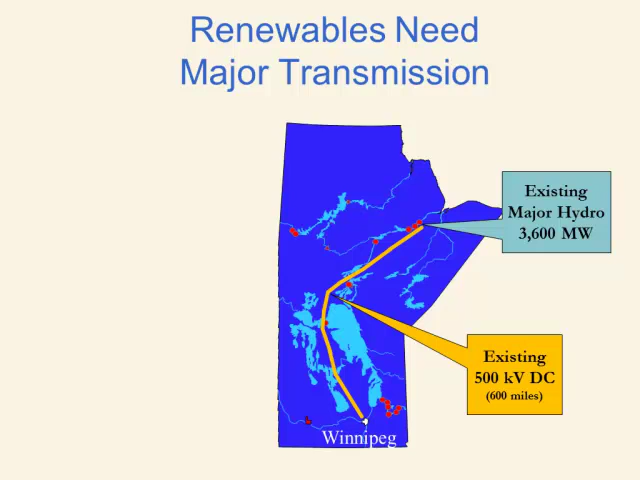 Renewables Need
Major Transmission
Existing
Major Hydro
3,600 MW
Existing
500 kV DC
(600 miles)
Winnipeg